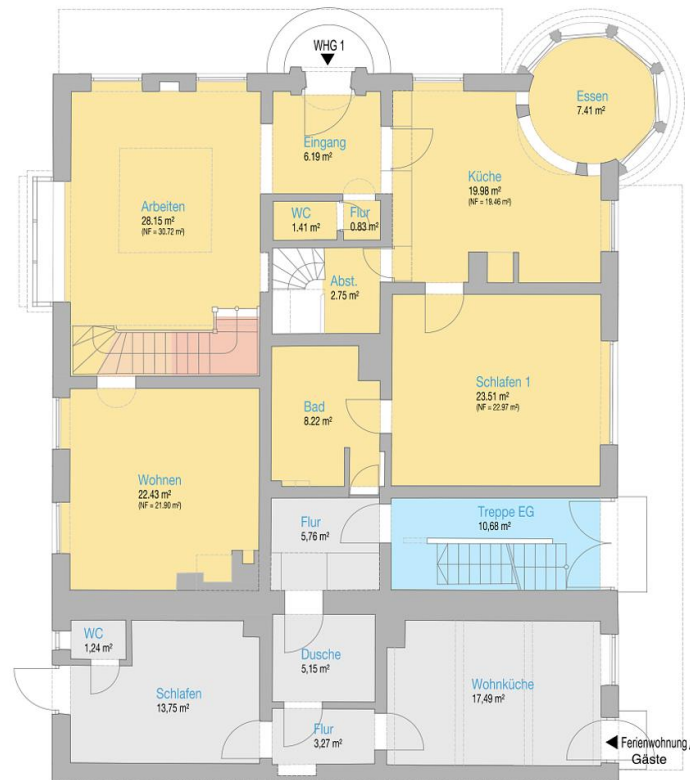 WHG 1
Essen
7.41 m²
Eingang
6.19 m²
Küche
19.98 m²
(NF = 19.46 m²)
Arbeiten
28.15 m²
(NF = 30.72 m²)
WC
1.41 m²
Flur
0.83 m²
Abst.
2.75 m²
Schlafen 1
23.51 m²
(NF = 22.97 m²)
Bad
8.22 m²
Wohnen
22.43 m²
(NF = 21.90 m²)
Flur
5,76 m²
Treppe EG
10,68 m²
WC
1,24 m²
Dusche
5,15 m²
Schlafen
13,75 m²
Wohnküche
17,49 m²
Flur
3,27 m²
Ferienwohnung /
Gäste